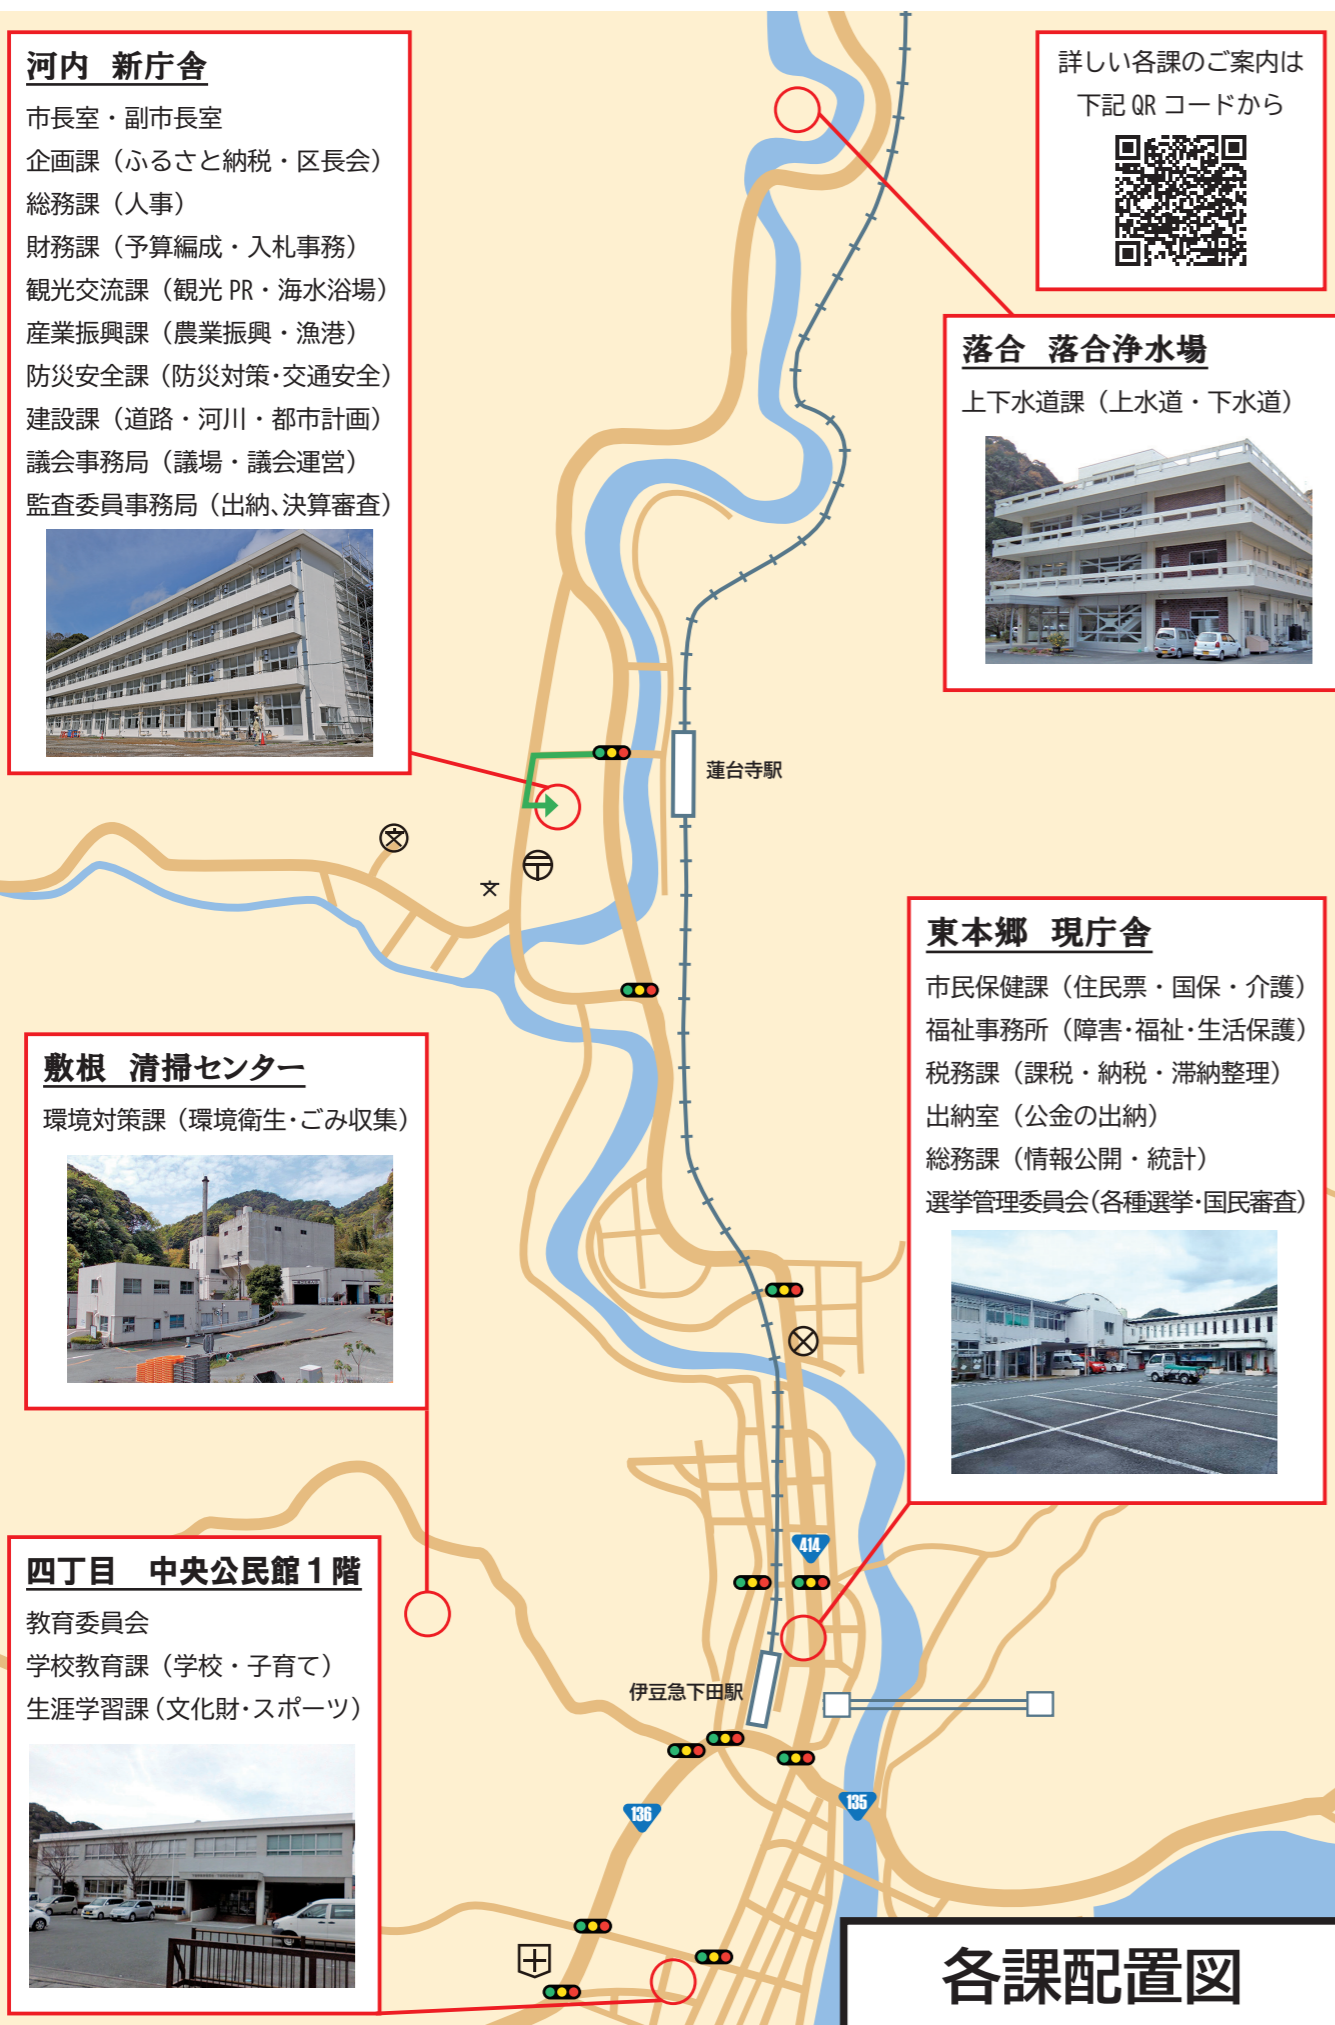 河内 新庁舎
市長室・副市長室
企画課（ふるさと納税・区長会）
総務課（人事）
財務課（予算編成・入札事務）
観光交流課（観光 PR・海水浴場）
産業振興課（農業振興・漁港）
防災安全課（防災対策・交通安全）
建設課（道路・河川・都市計画）
議会事務局（議場・議会運営）
監査委員事務局（出納、決算審査）
詳しい各課のご案内は
下記 QR コードから
落合 落合浄水場
上下水道課（上水道・下水道）
蓮台寺駅
文
文
東本郷 現庁舎
市民保健課（住民票・国保・介護）
福祉事務所（障害・福祉・生活保護）
税務課（課税・納税・滞納整理）
出納室（公金の出納）
総務課（情報公開・統計）
選挙管理委員会（各種選挙・国民審査）
敷根 清掃センター
環境対策課（環境衛生・ごみ収集）
四丁目 中央公民館１階
教育委員会
学校教育課（学校・子育て）
生涯学習課（文化財・スポーツ）
414
伊豆急下田駅
136
135
各課配置図